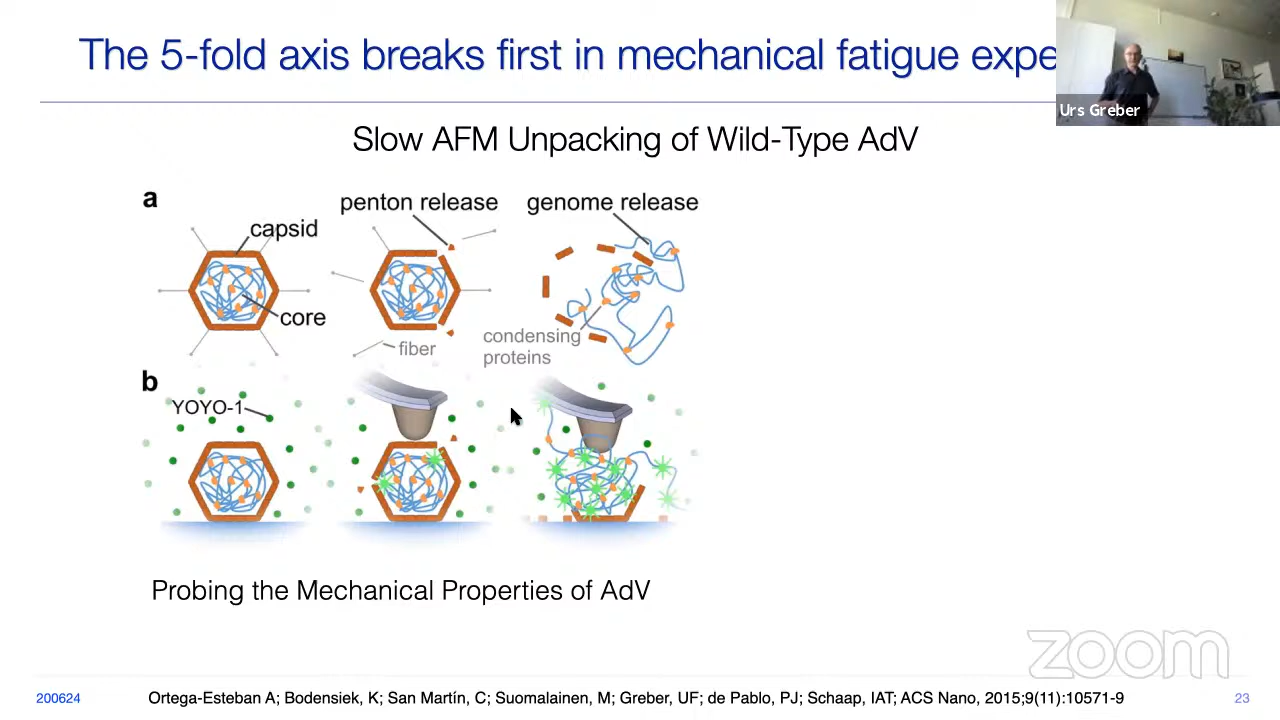 The 5-fold axis breaks first in mechanical fatigue expe
Urs Greber
Slow AFM Unpacking of Wild-Type AdV
a
capsid
penton release
genome release
core
fiber
condensing
proteins
b
YOYO-1
Probing the Mechanical Properties of AdV
zoom
200624
Ortega-Esteban A; Bodensiek, K; San Martín, C; Suomalainen, M; Greber, UF; de Pablo, PJ; Schaap, IAT; ACS Nano, 2015;9(11):10571-9
23